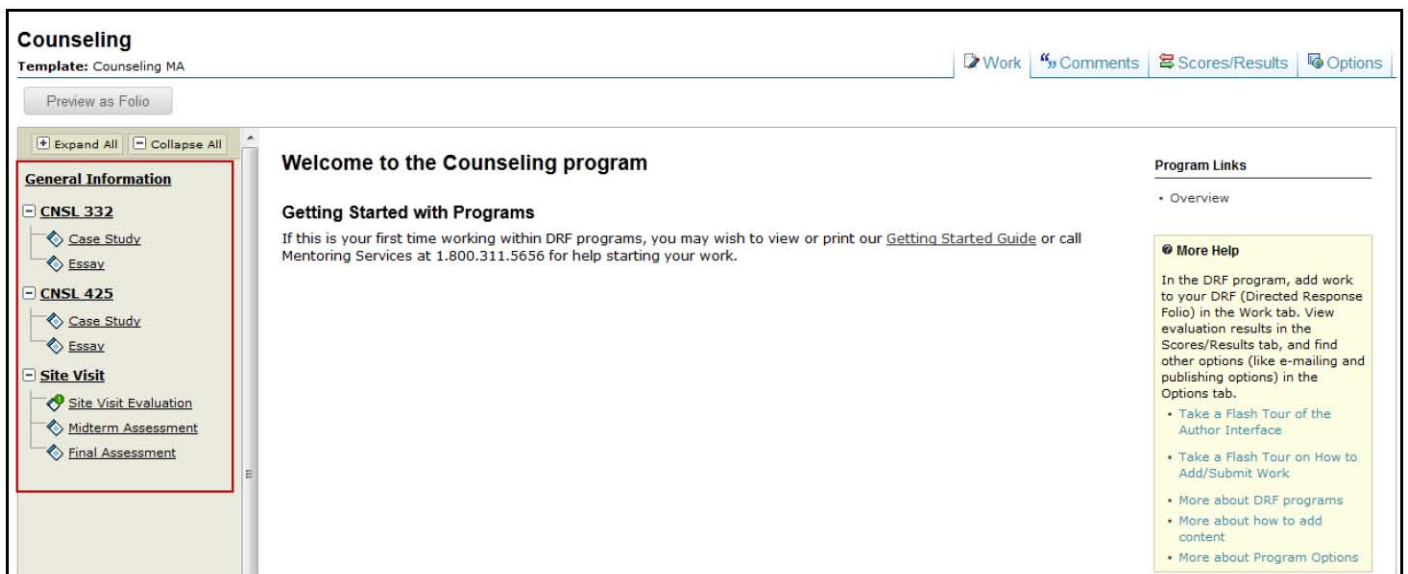 Counseling
Template: Counseling MA
Work
Comments
Scores/Results
Options
Preview as Folio
Expand All
Collapse All
General Information
CNSL 332
Case Study
Essay
CNSL 425
Case Study
Essay
Site Visit
Site Visit Evaluation
Midterm Assessment
Final Assessment
Welcome to the Counseling program
Getting Started with Programs
If this is your first time working within DRF programs, you may wish to view or print our Getting Started Guide or call
Mentoring Services at 1.800.311.5656 for help starting your work.
Program Links
• Overview
More Help
In the DRF program, add work
to your DRF (Directed Response
Folio) in the Work tab. View
evaluation results in the
Scores/Results tab, and find
other options (like e-mailing and
publishing options) in the
Options tab.
• Take a Flash Tour of the
Author Interface
• Take a Flash Tour on How to
Add/Submit Work
• More about DRF programs
• More about how to add
content
• More about Program Options